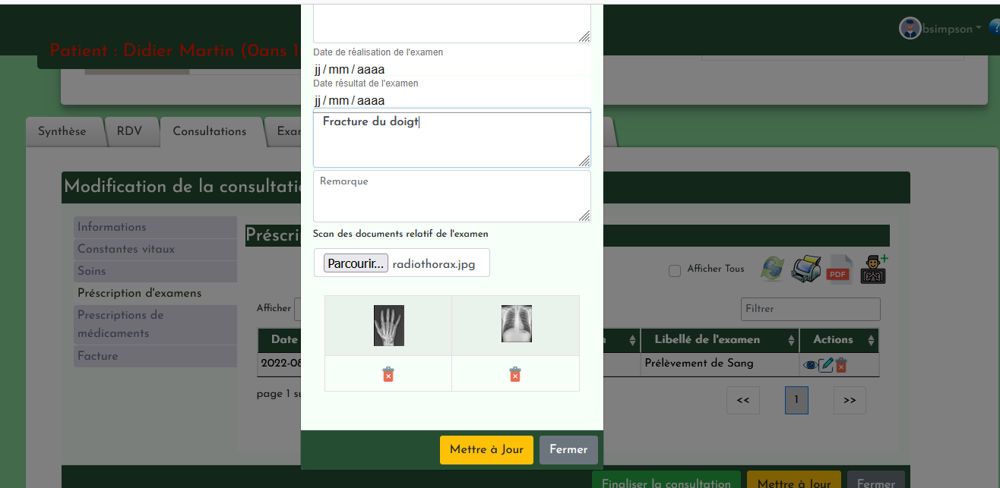 bsimpson
Patient : Didier Martin (0ans 1
Date de réalisation de l'examen
jj / mm / aaaa
Date résultat de l'examen
jj / mm / aaaa
Fracture du doigt
Remarque
Scan des documents relatif de l'examen
Parcourir... radiothorax.jpg
Mettre à Jour Fermer
Synthèse RDV Consultations Exar
Modification de la consultatio
Informations
Constantes vitaux
Soins
Préscription d'examens
Prescriptions de
médicaments
Facture
Préscri
Afficher Tous
PDF
Afficher
Filtrer
Date Libellé de l'examen Actions
2022-08 Prélèvement de Sang
page 1 su
<< 1 >>
Finaliser la consultation Mettre à Jour Fermer